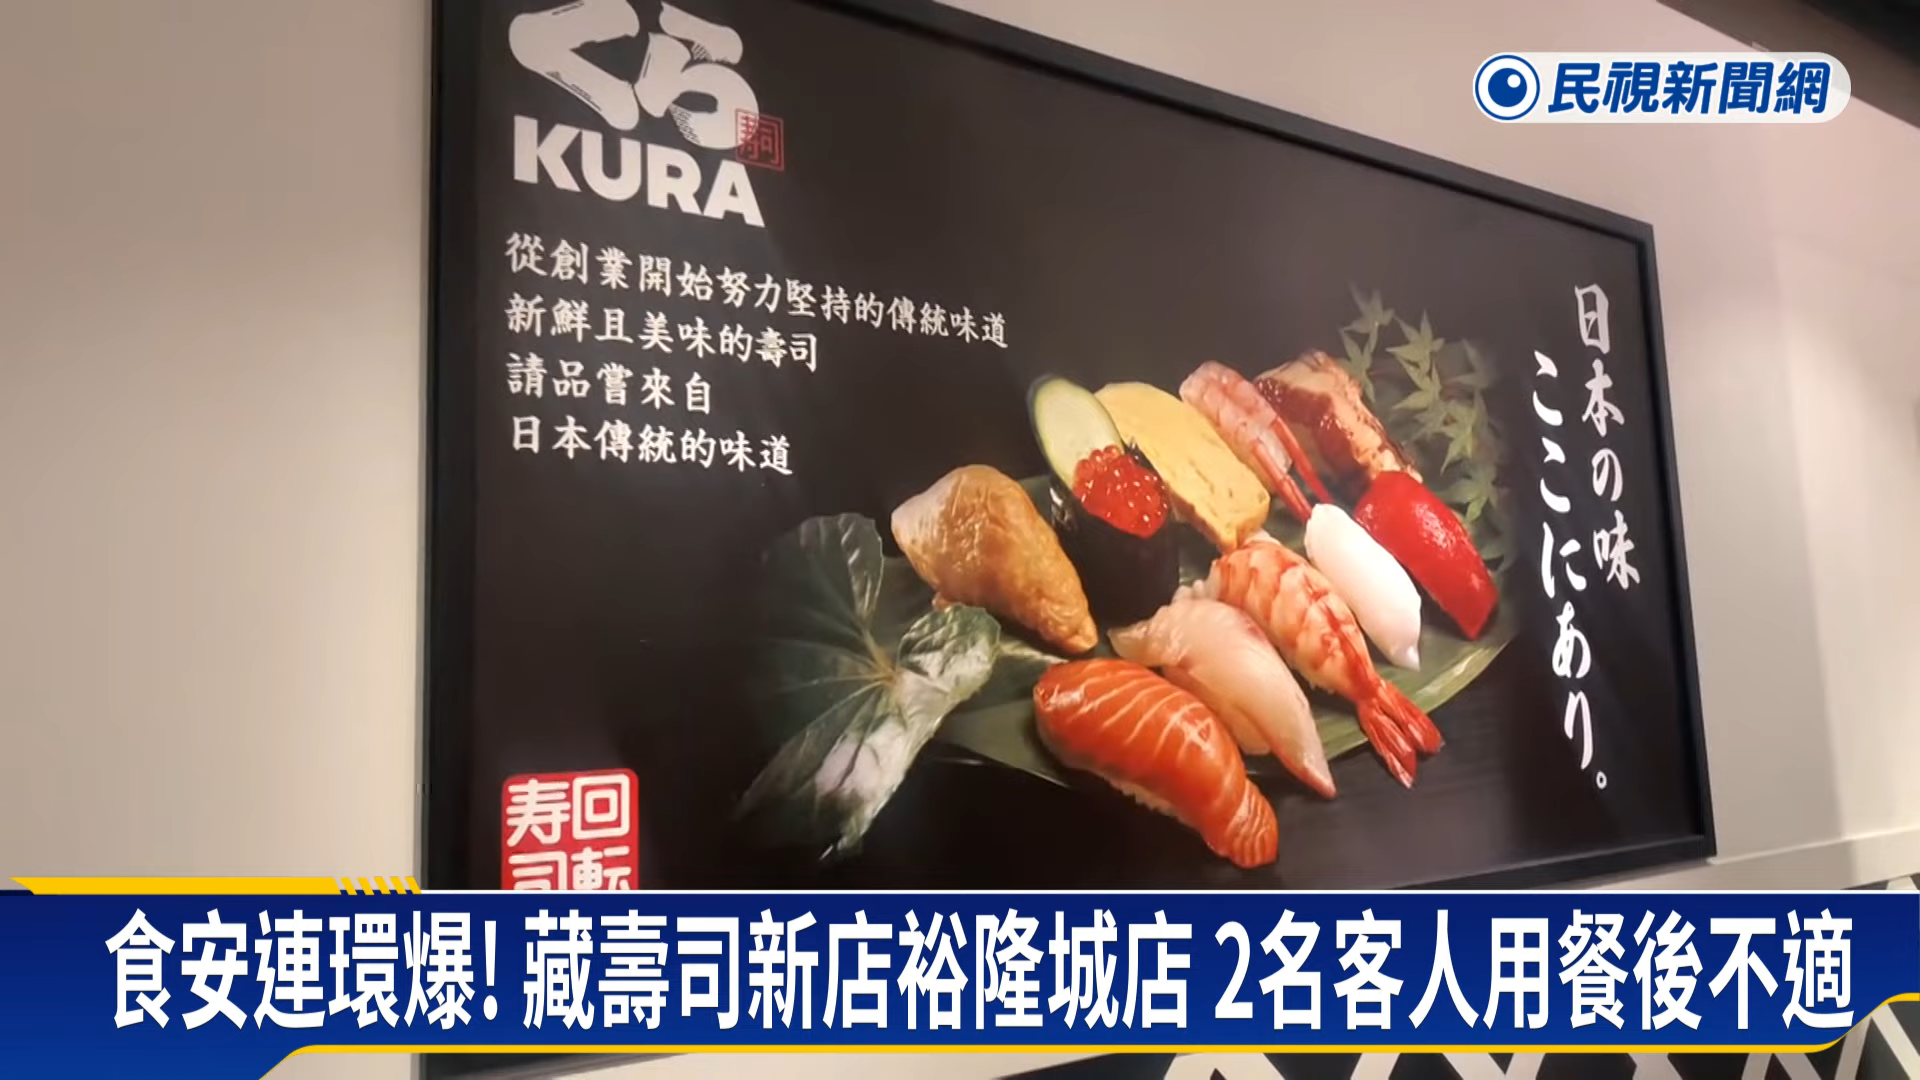 くら
寿司
KURA
民視新聞網
從創業開始努力堅持的傳統味道
新鮮且美味的壽司
請品嘗來自
日本傳統的味道
日本の味
ここにあり。
回転
寿司
食安連環爆! 藏壽司新店裕隆城店 2名客人用餐後不適